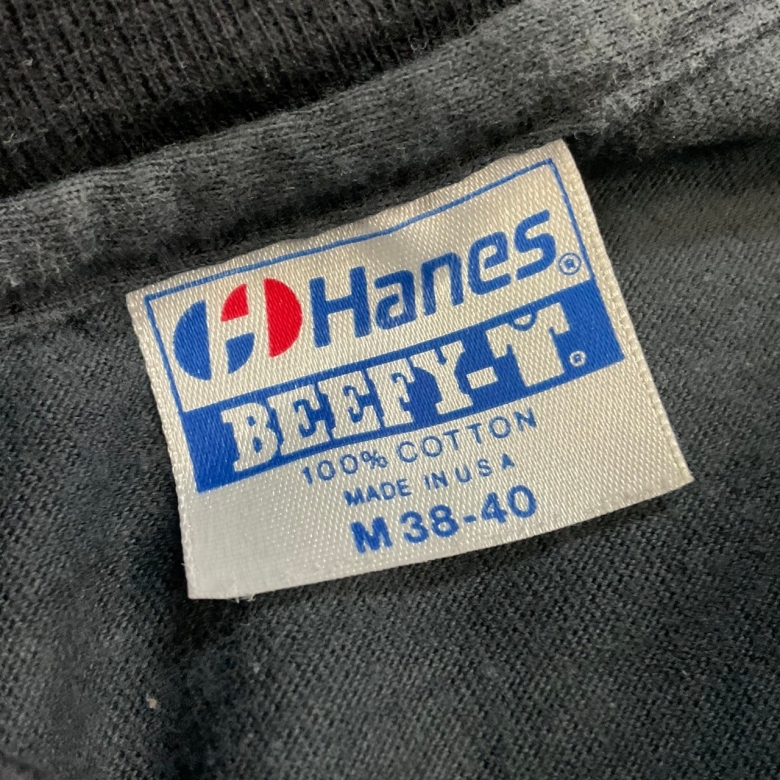 Hanes®
BEEFY-T®
100% COTTON
MADE IN USA
M 38-40